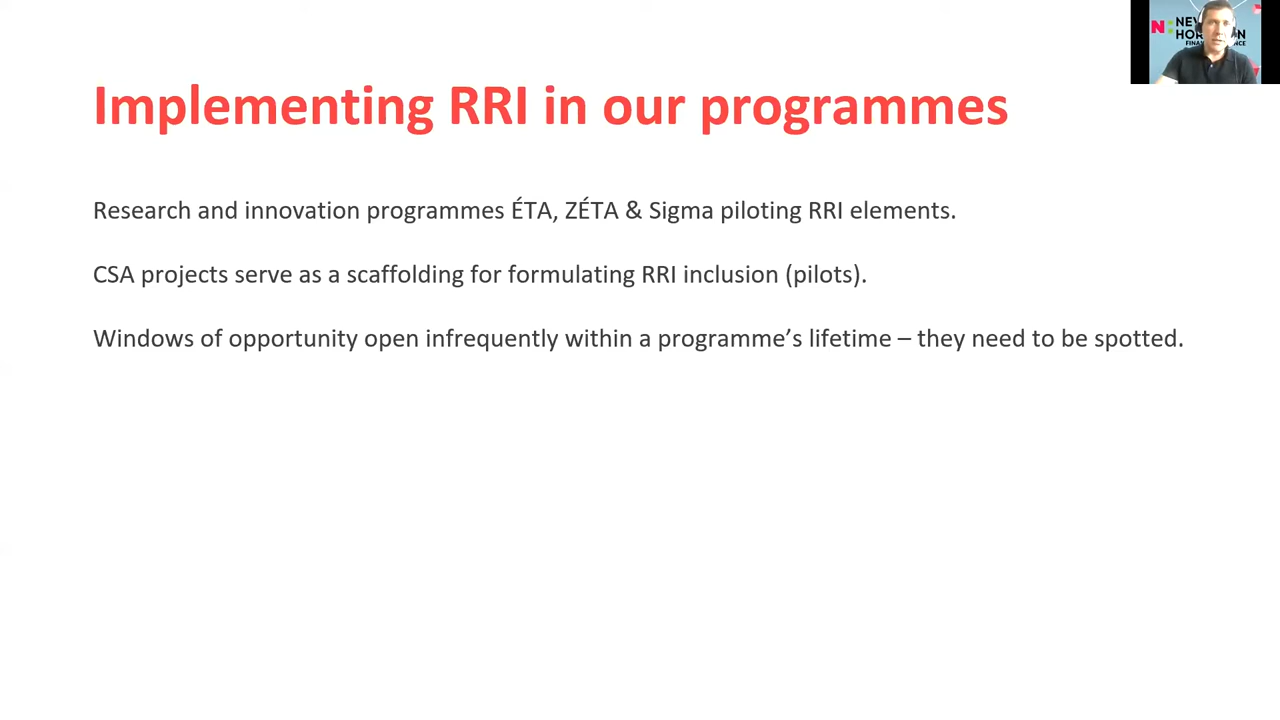 Implementing RRI in our programmes
Research and innovation programmes ÉTA, ZÉTA & Sigma piloting RRI elements.
CSA projects serve as a scaffolding for formulating RRI inclusion (pilots).
Windows of opportunity open infrequently within a programme’s lifetime – they need to be spotted.